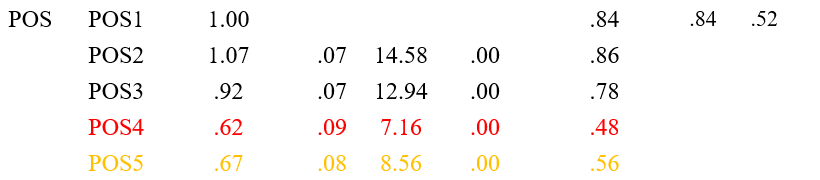 POS POS1 1.00 .84 .84 .52
POS2 1.07 .07 14.58 .00 .86
POS3 .92 .07 12.94 .00 .78
POS4 .62 .09 7.16 .00 .48
POS5 .67 .08 8.56 .00 .56